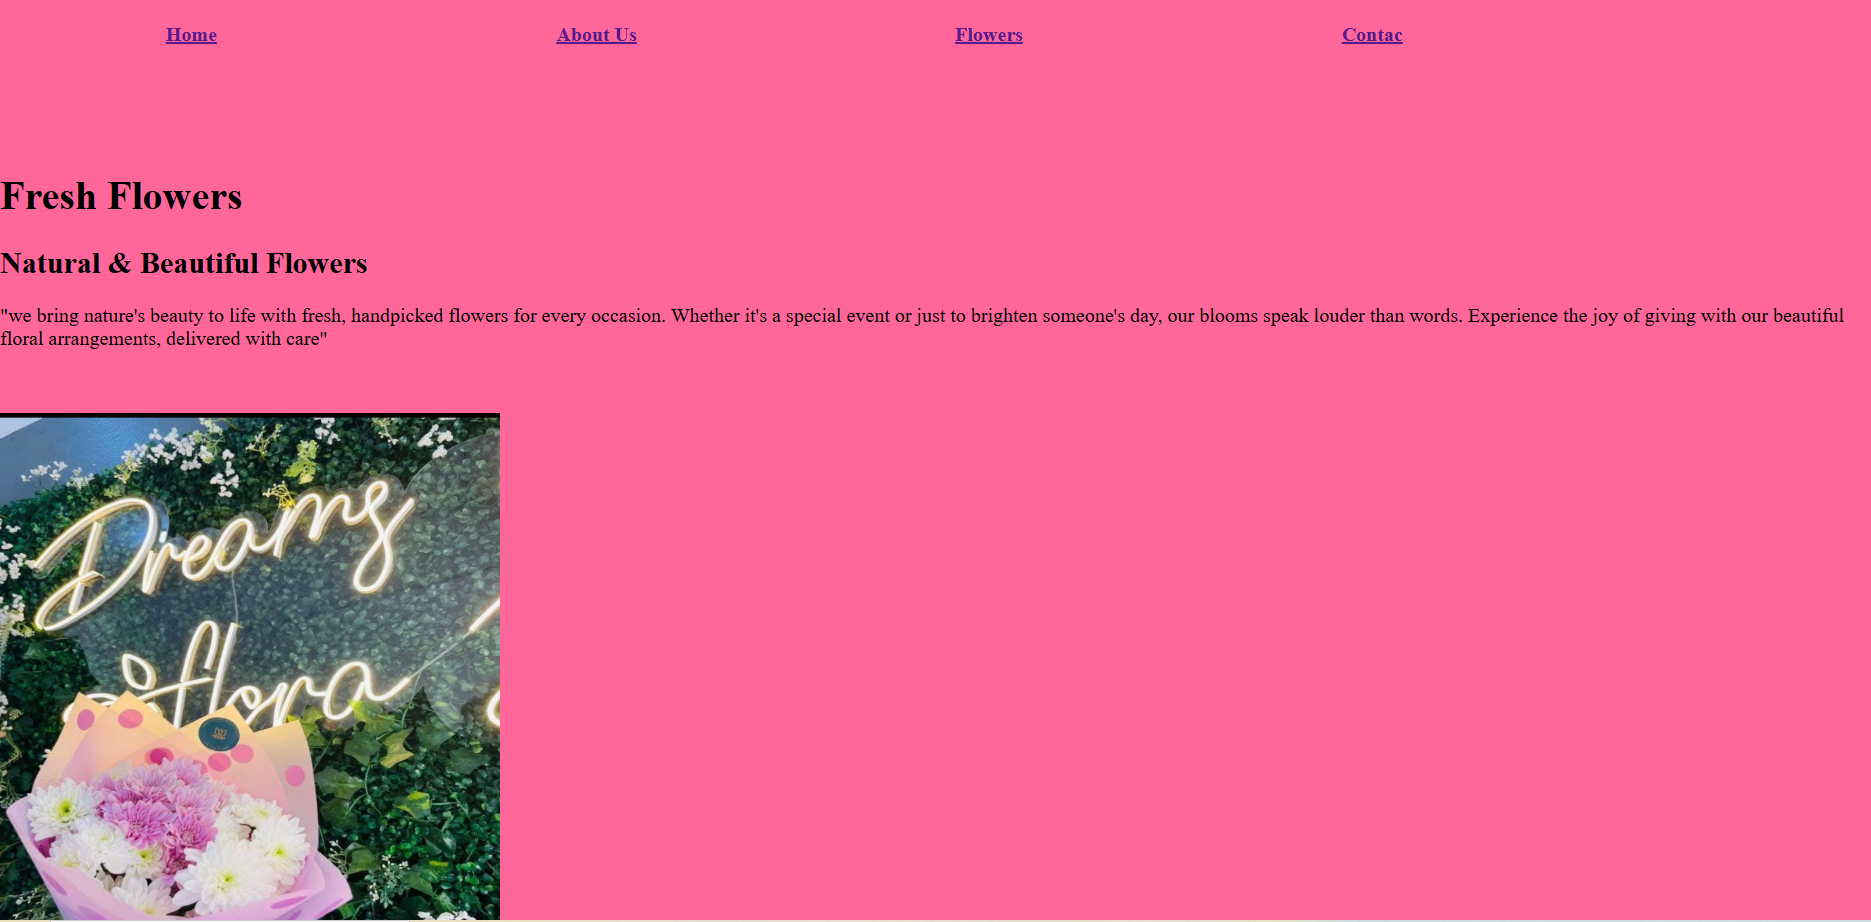 Home About Us Flowers Contac
Fresh Flowers
Natural & Beautiful Flowers
"we bring nature's beauty to life with fresh, handpicked flowers for every occasion. Whether it's a special event or just to brighten someone's day, our blooms speak louder than words. Experience the joy of giving with our beautiful
floral arrangements, delivered with care"
Dreams
flora